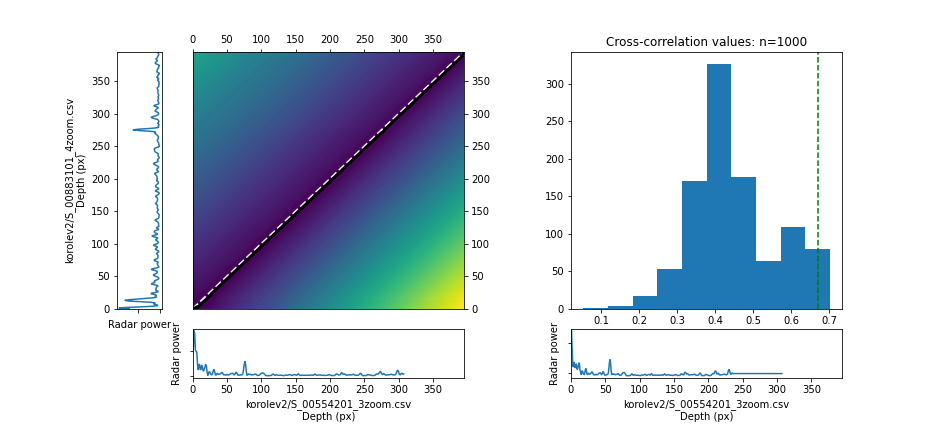 0 50 100 150 200 250 300 350
350
300
250
200
150
100
50
0
korolev2/S_00883101_4zoom.csv
Depth (px)
Radar power
350
300
250
200
150
100
50
0
Radar power
0 50 100 150 200 250 300 350
korolev2/S_00554201_3zoom.csv
Depth (px)
Cross-correlation values: n=1000
300
250
200
150
100
50
0
0.1 0.2 0.3 0.4 0.5 0.6 0.7
Radar power
0 50 100 150 200 250 300 350
korolev2/S_00554201_3zoom.csv
Depth (px)